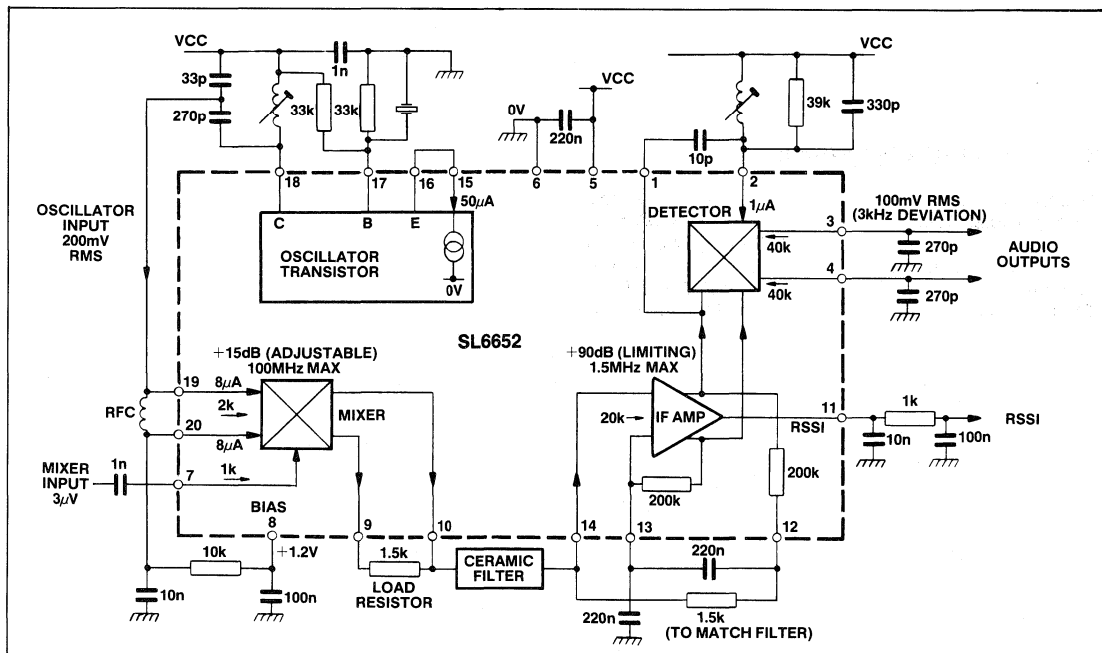 VCC
33p
270p
1n
33k
33k
0V
220n
VCC
VCC
39k
330p
10p
18
17
16
15
6
5
1
2
OSCILLATOR
INPUT
200mV
RMS
C
B
E
50μA
OSCILLATOR
TRANSISTOR
0V
DETECTOR
1μA
40k
40k
3
4
100mV RMS
(3kHz DEVIATION)
270p
270p
AUDIO
OUTPUTS
SL6652
+15dB (ADJUSTABLE)
100MHz MAX
+90dB (LIMITING)
1.5MHz MAX
19
8μA
RFC
2k
MIXER
20
8μA
20k
IF AMP
RSSI
11
1k
RSSI
10n
100n
MIXER
INPUT
3μV
1n
7
1k
200k
200k
BIAS
8
+1.2V
9
10
14
13
12
10k
10n
100n
1.5k
LOAD
RESISTOR
CERAMIC
FILTER
220n
220n
1.5k
(TO MATCH FILTER)